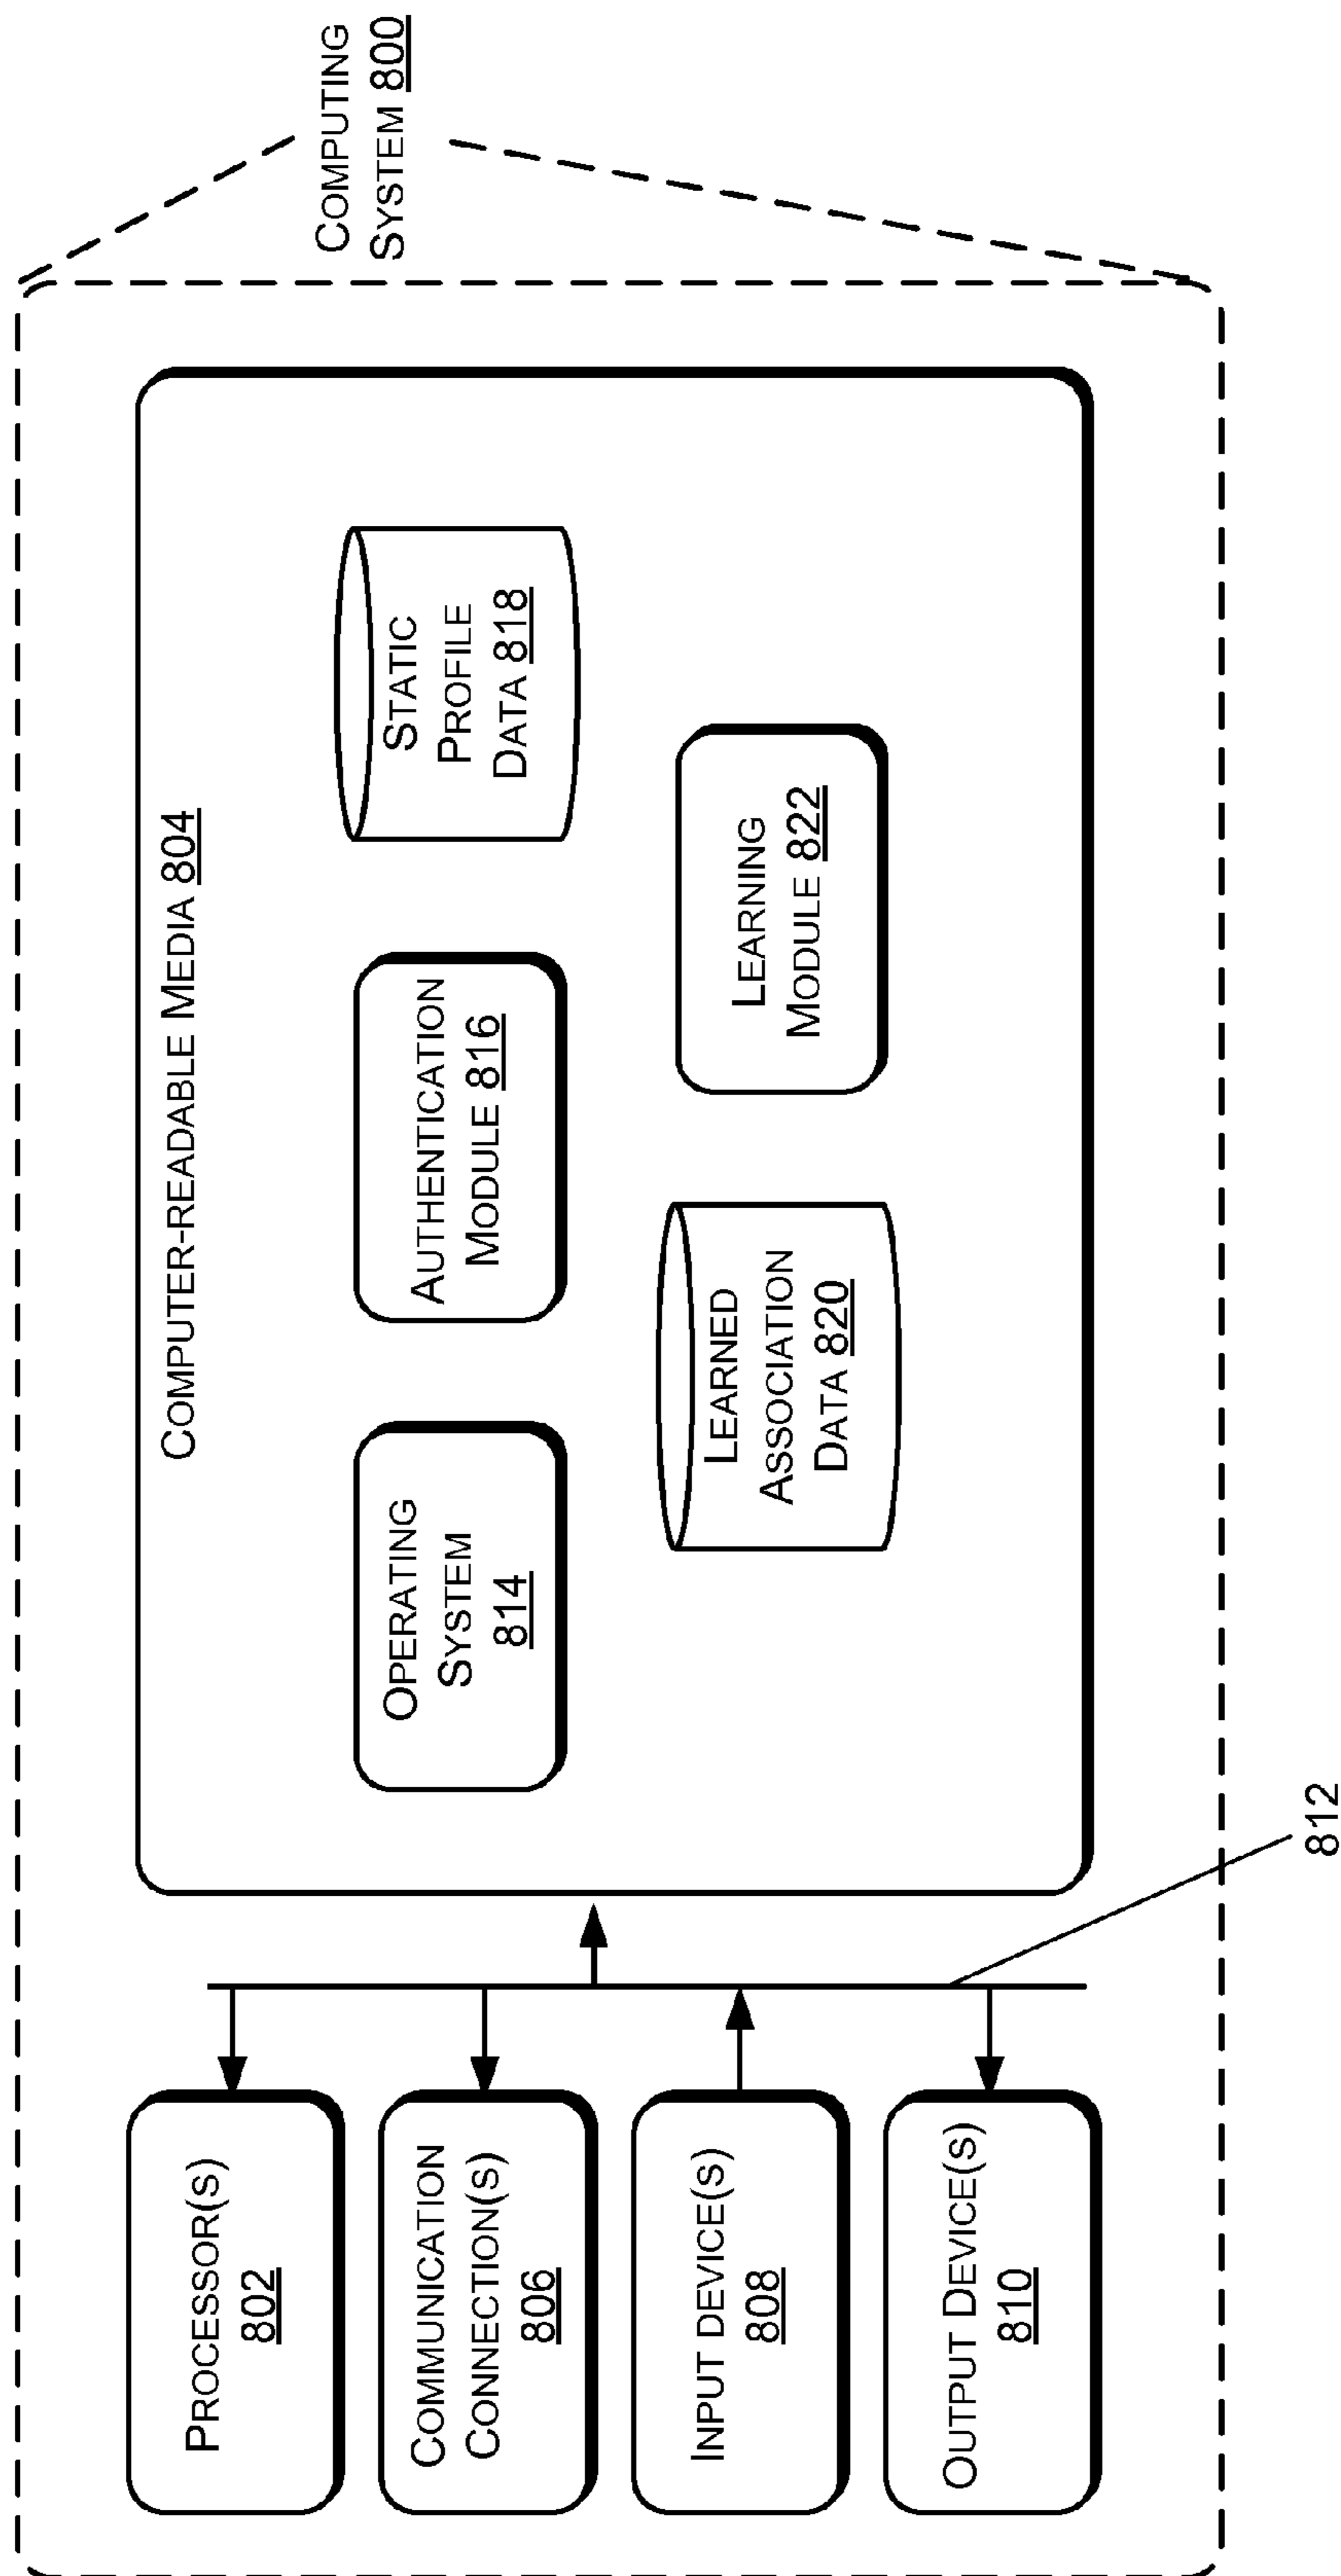 COMPUTING
SYSTEM 800
COMPUTER-READABLE MEDIA 804
PROCESSOR(S)
802
COMMUNICATION
CONNECTION(S)
806
INPUT DEVICE(S)
808
OUTPUT DEVICE(S)
810
OPERATING
SYSTEM
814
AUTHENTICATION
MODULE 816
STATIC
PROFILE
DATA 818
LEARNED
ASSOCIATION
DATA 820
LEARNING
MODULE 822
812